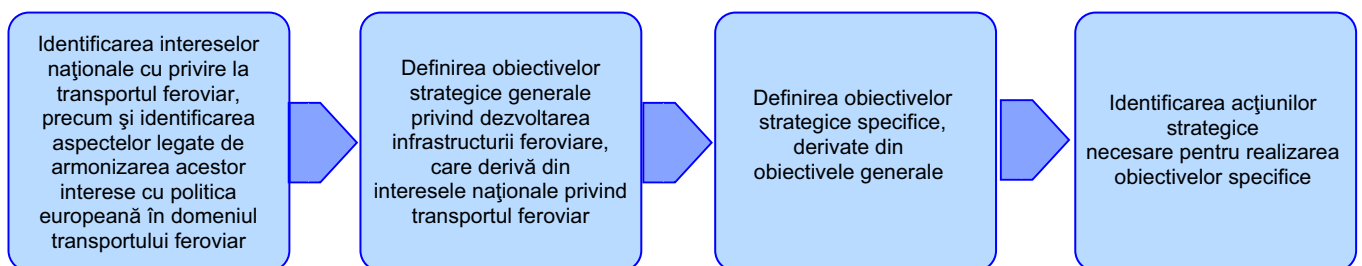 Identificarea intereselor
naţionale cu privire la
transportul feroviar,
precum şi identificarea
aspectelor legate de
armonizarea acestor
interese cu politica
europeană în domeniul
transportului feroviar
Definirea obiectivelor
strategice generale
privind dezvoltarea
infrastructurii feroviare,
care derivă din
interesele naţionale privind
transportul feroviar
Definirea obiectivelor
strategice specifice,
derivate din
obiectivele generale
Identificarea acţiunilor
strategice
necesare pentru realizarea
obiectivelor specifice